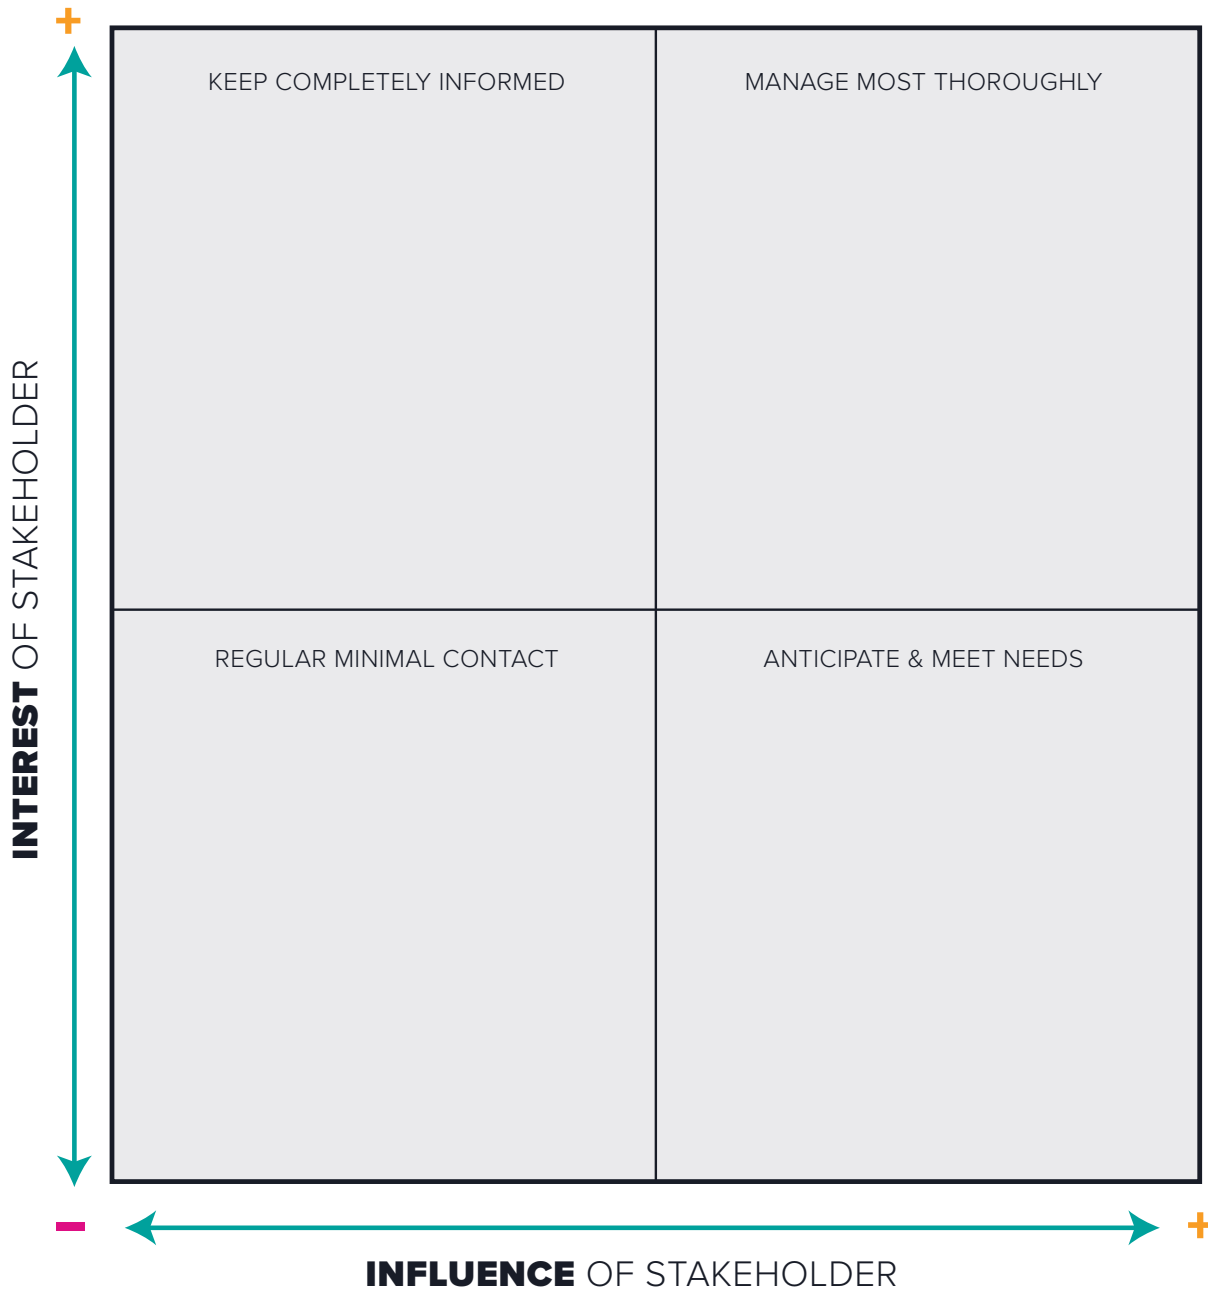 +
KEEP COMPLETELY INFORMED
MANAGE MOST THOROUGHLY
INTEREST OF STAKEHOLDER
REGULAR MINIMAL CONTACT
ANTICIPATE & MEET NEEDS
–
+
INFLUENCE OF STAKEHOLDER